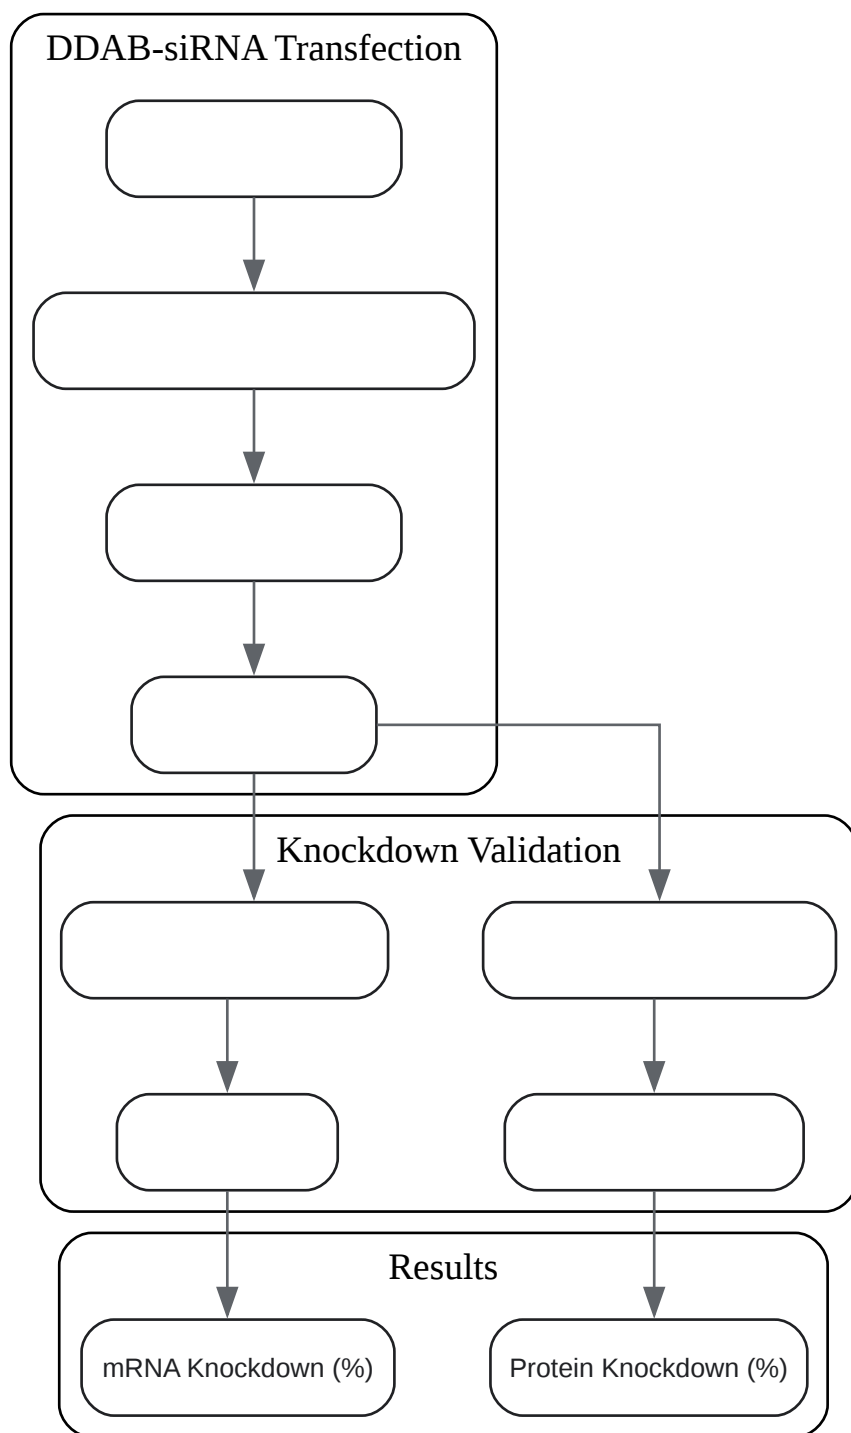 DDAB-siRNA Transfection
Knockdown Validation
Results
mRNA Knockdown (%)
Protein Knockdown (%)